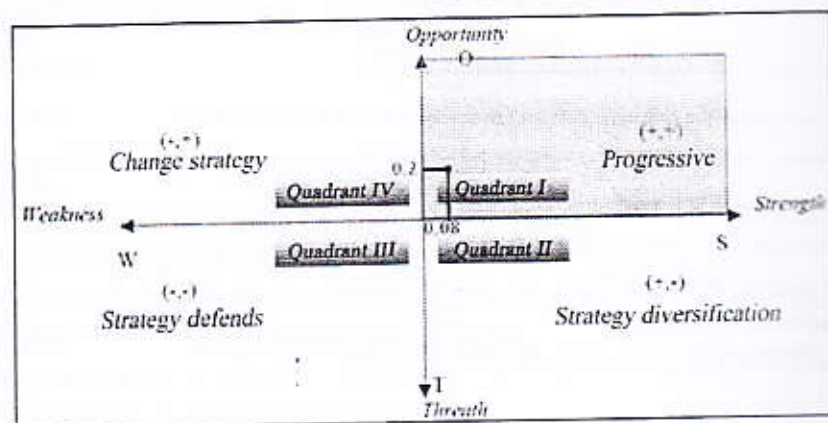 Opportunity
O
(-,+)
Change strategy
(+,+)
Progressive
0,2
Quadrant IV
Quadrant I
Weakness
Strength
W
0,08
S
Quadrant III
Quadrant II
(-,-)
Strategy defends
(+,-)
Strategy diversification
T
Threath